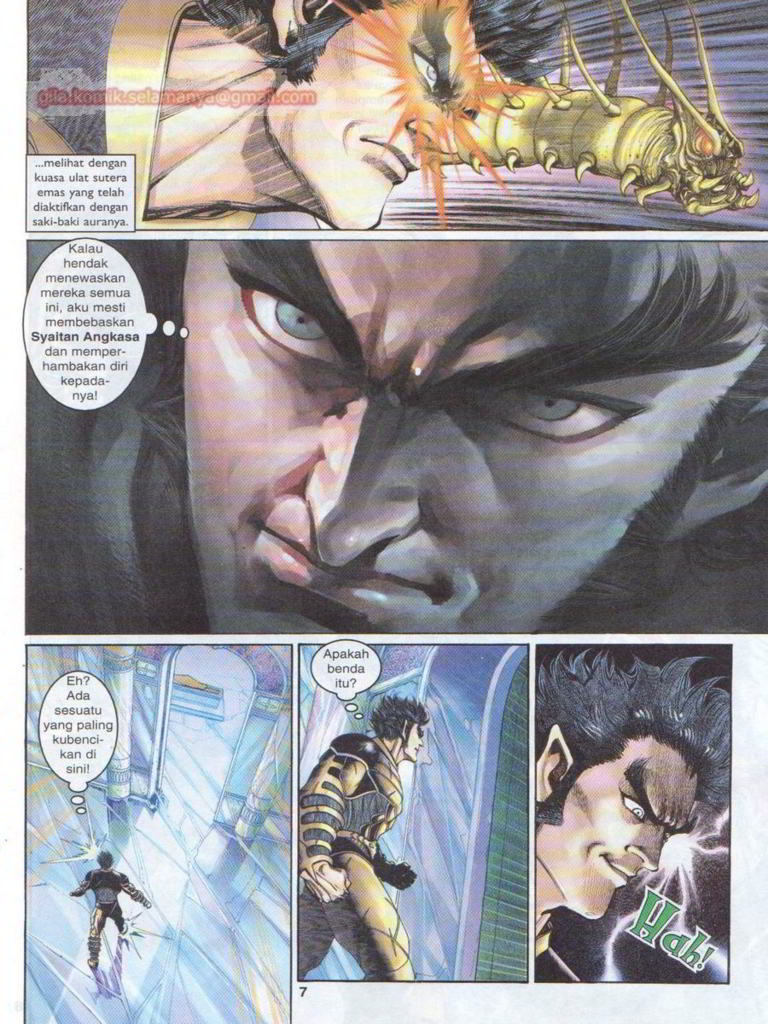 gila.komik.selamanya@gmail.com
...melihat dengan
kuasa ulat sutera
emas yang telah
diaktifkan dengan
saki-baki auranya.
Kalau
hendak
menewaskan
mereka semua
ini, aku mesti
membebaskan
Syaitan Angkasa
dan memper-
hambakan diri
kepada-
nya!
Eh?
Ada
sesuatu
yang paling
kubenci-
kan di
sini!
Apakah
benda
itu?
Hah!
7